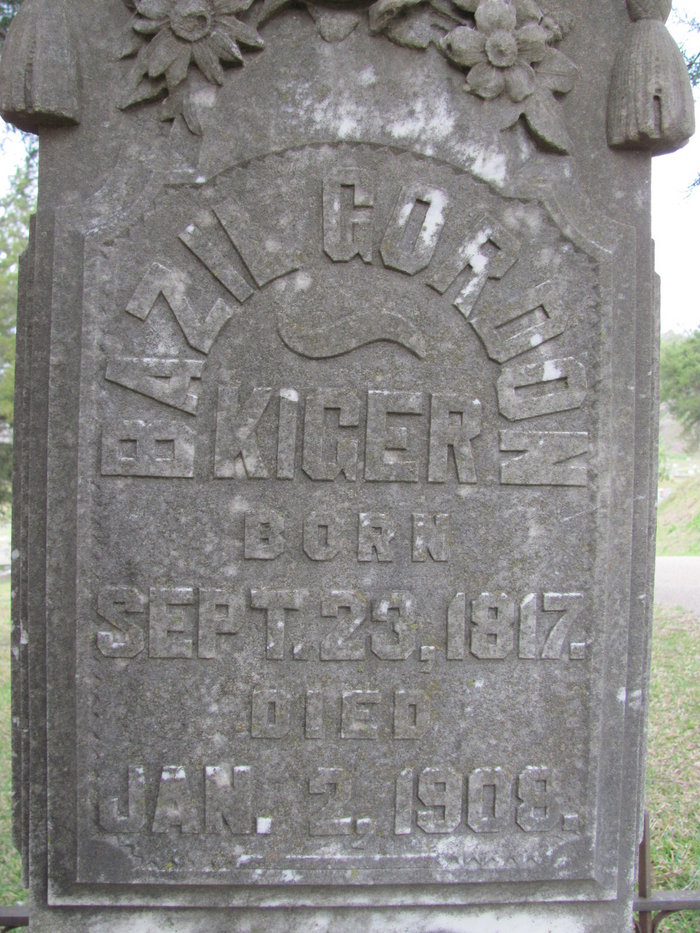 BAZIL GORDON
KIGER
BORN
SEPT. 23, 1817.
DIED
JAN. 2, 1908.